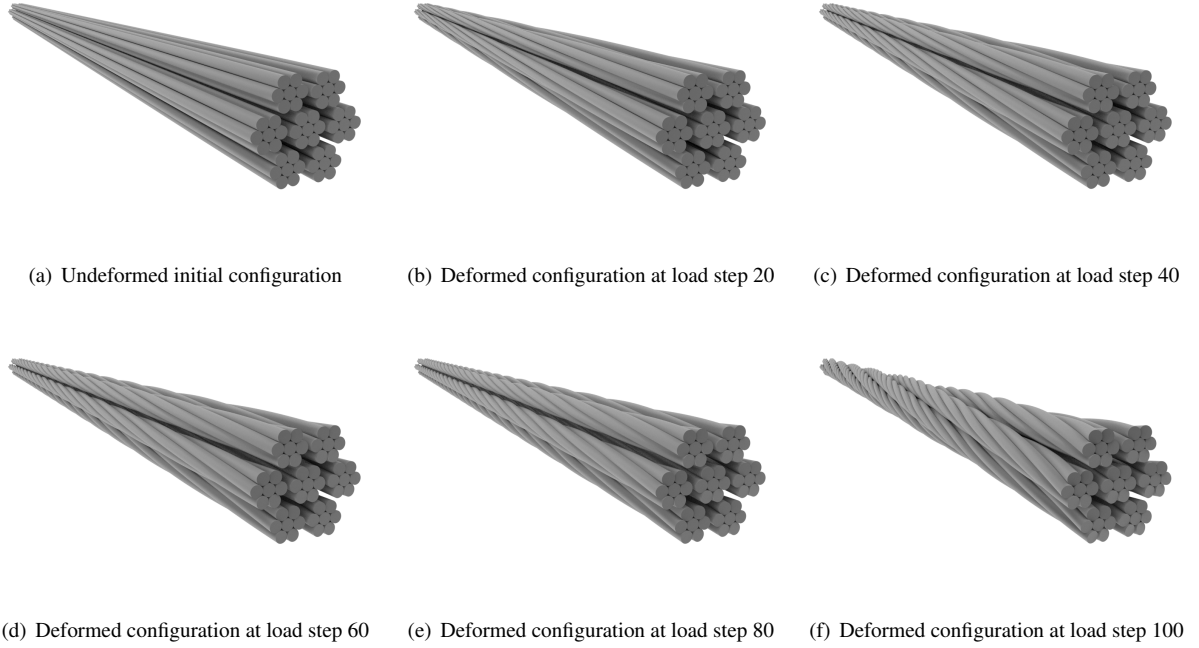 (a) Undeformed initial configuration
(b) Deformed configuration at load step 20
(c) Deformed configuration at load step 40
(d) Deformed configuration at load step 60
(e) Deformed configuration at load step 80
(f) Deformed configuration at load step 100